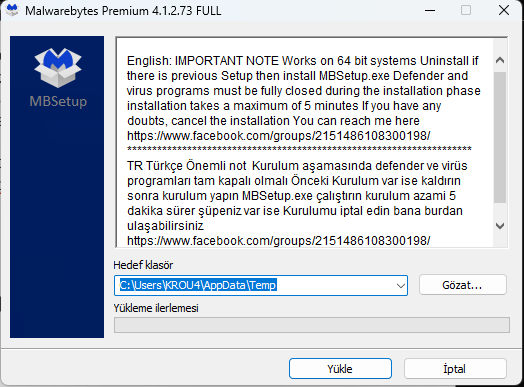 Malwarebytes Premium 4.1.2.73 FULL
MBSetup
English: IMPORTANT NOTE Works on 64 bit systems Uninstall if
there is previous Setup then install MBSetup.exe Defender and
virus programs must be fully closed during the installation phase
installation takes a maximum of 5 minutes If you have any
doubts, cancel the installation You can reach me here
https://www.facebook.com/groups/2151486108300198/
******************************************************************
TR Türkçe Önemli not Kurulum aşamasında defender ve virüs
programları tam kapalı olmalı Önceki Kurulum var ise kaldırın
sonra kurulum yapın MBSetup.exe çalıştırın kurulum azami 5
dakika sürer şüpeniz var ise Kurulumu iptal edin bana burdan
ulaşabilirsiniz
https://www.facebook.com/groups/2151486108300198/
Hedef klasör
C:\Users\KROU4\AppData\Temp
Gözat...
Yükleme ilerlemesi
Yükle
İptal